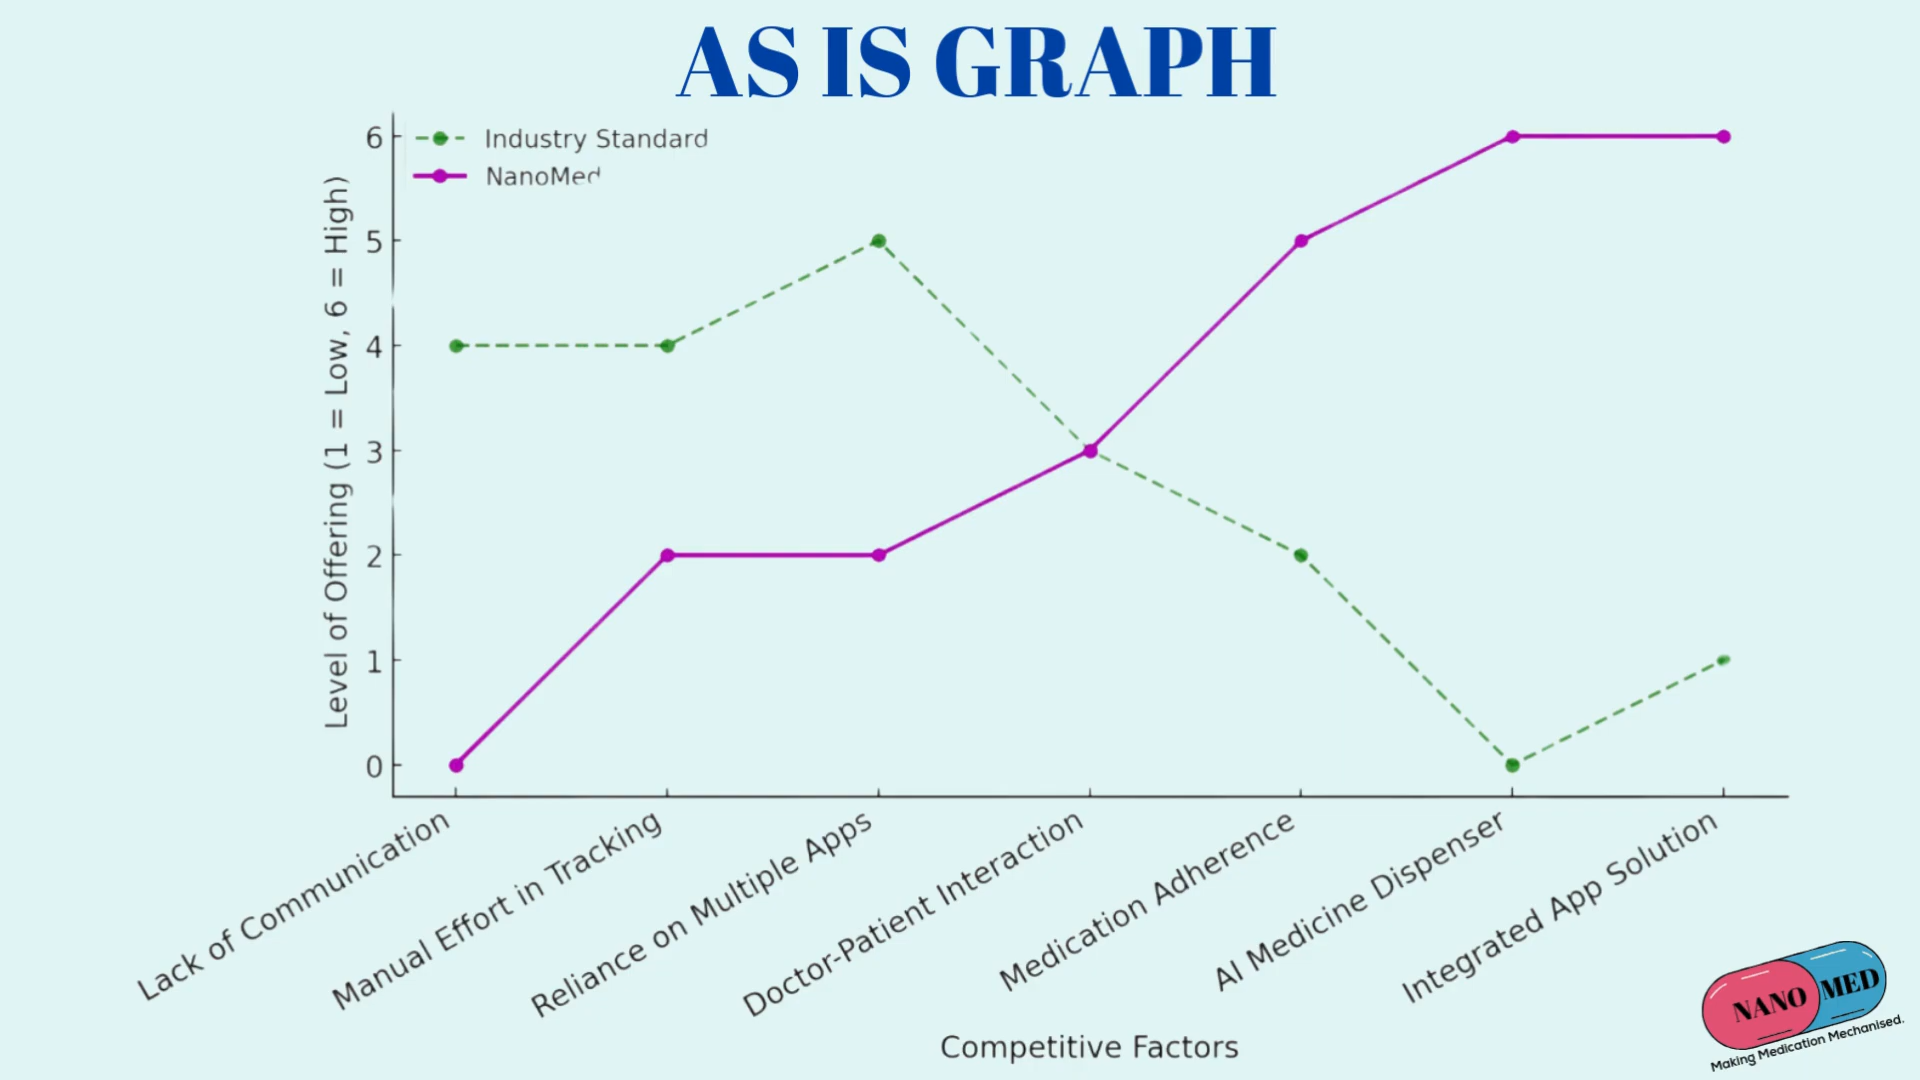 AS IS GRAPH
Industry Standard
NanoMed
Level of Offering (1 = Low, 6 = High)
6
5
4
3
2
1
0
Lack of Communication
Manual Effort in Tracking
Reliance on Multiple Apps
Doctor-Patient Interaction
Medication Adherence
AI Medicine Dispenser
Integrated App Solution
Competitive Factors
NANO MED
Making Medication Mechanised.